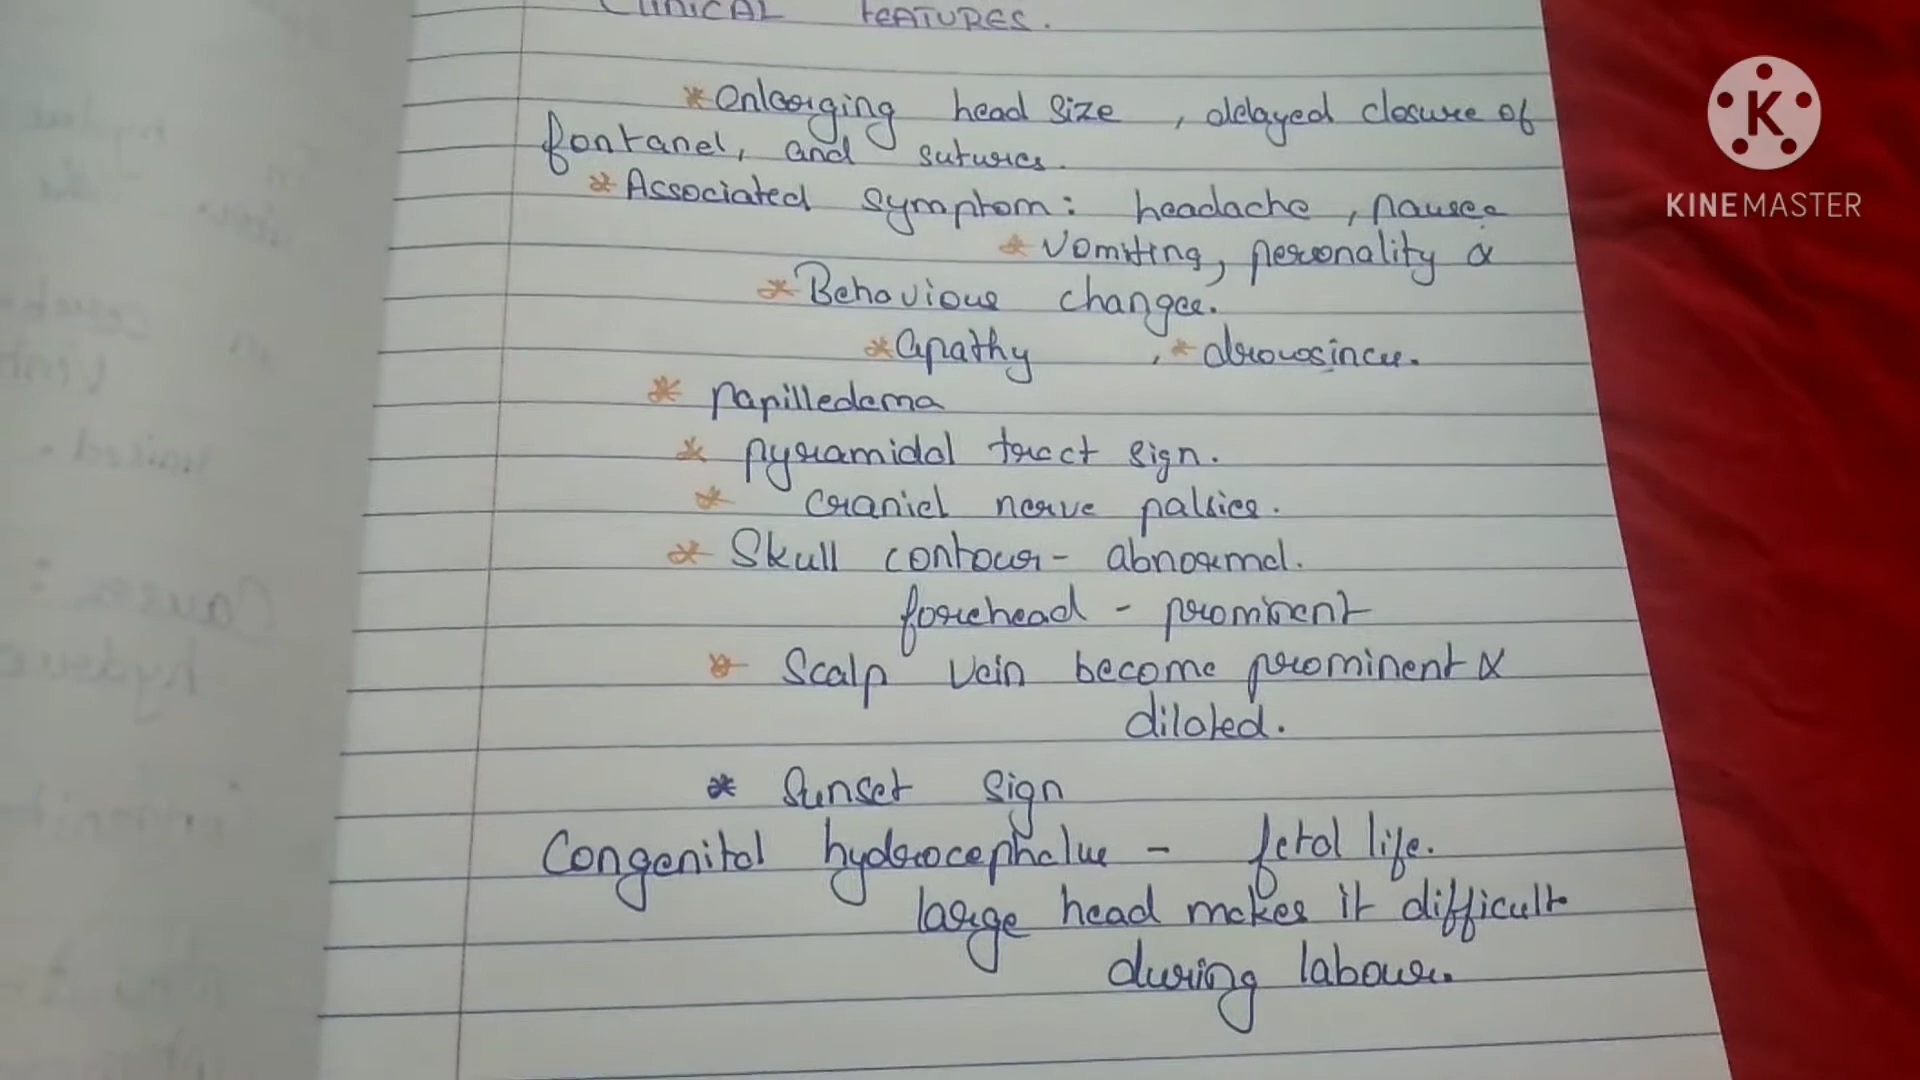 CLINICAL FEATURES.
* Enlarging head size, delayed closure of
fontanel, and sutures.
* Associated symptom: headache, nausea
* Vomiting, personality &
* Behaviour changes.
* Apathy, * drowsiness.
* papilledema
* pyramidal tract sign.
* cranial nerve palsies.
* Skull contour - abnormal.
forehead - prominent
* Scalp vein become prominent &
dilated.
* Sunset sign
Congenital hydrocephalus - fetal life.
large head makes it difficult
during labour.
K
KINEMASTER